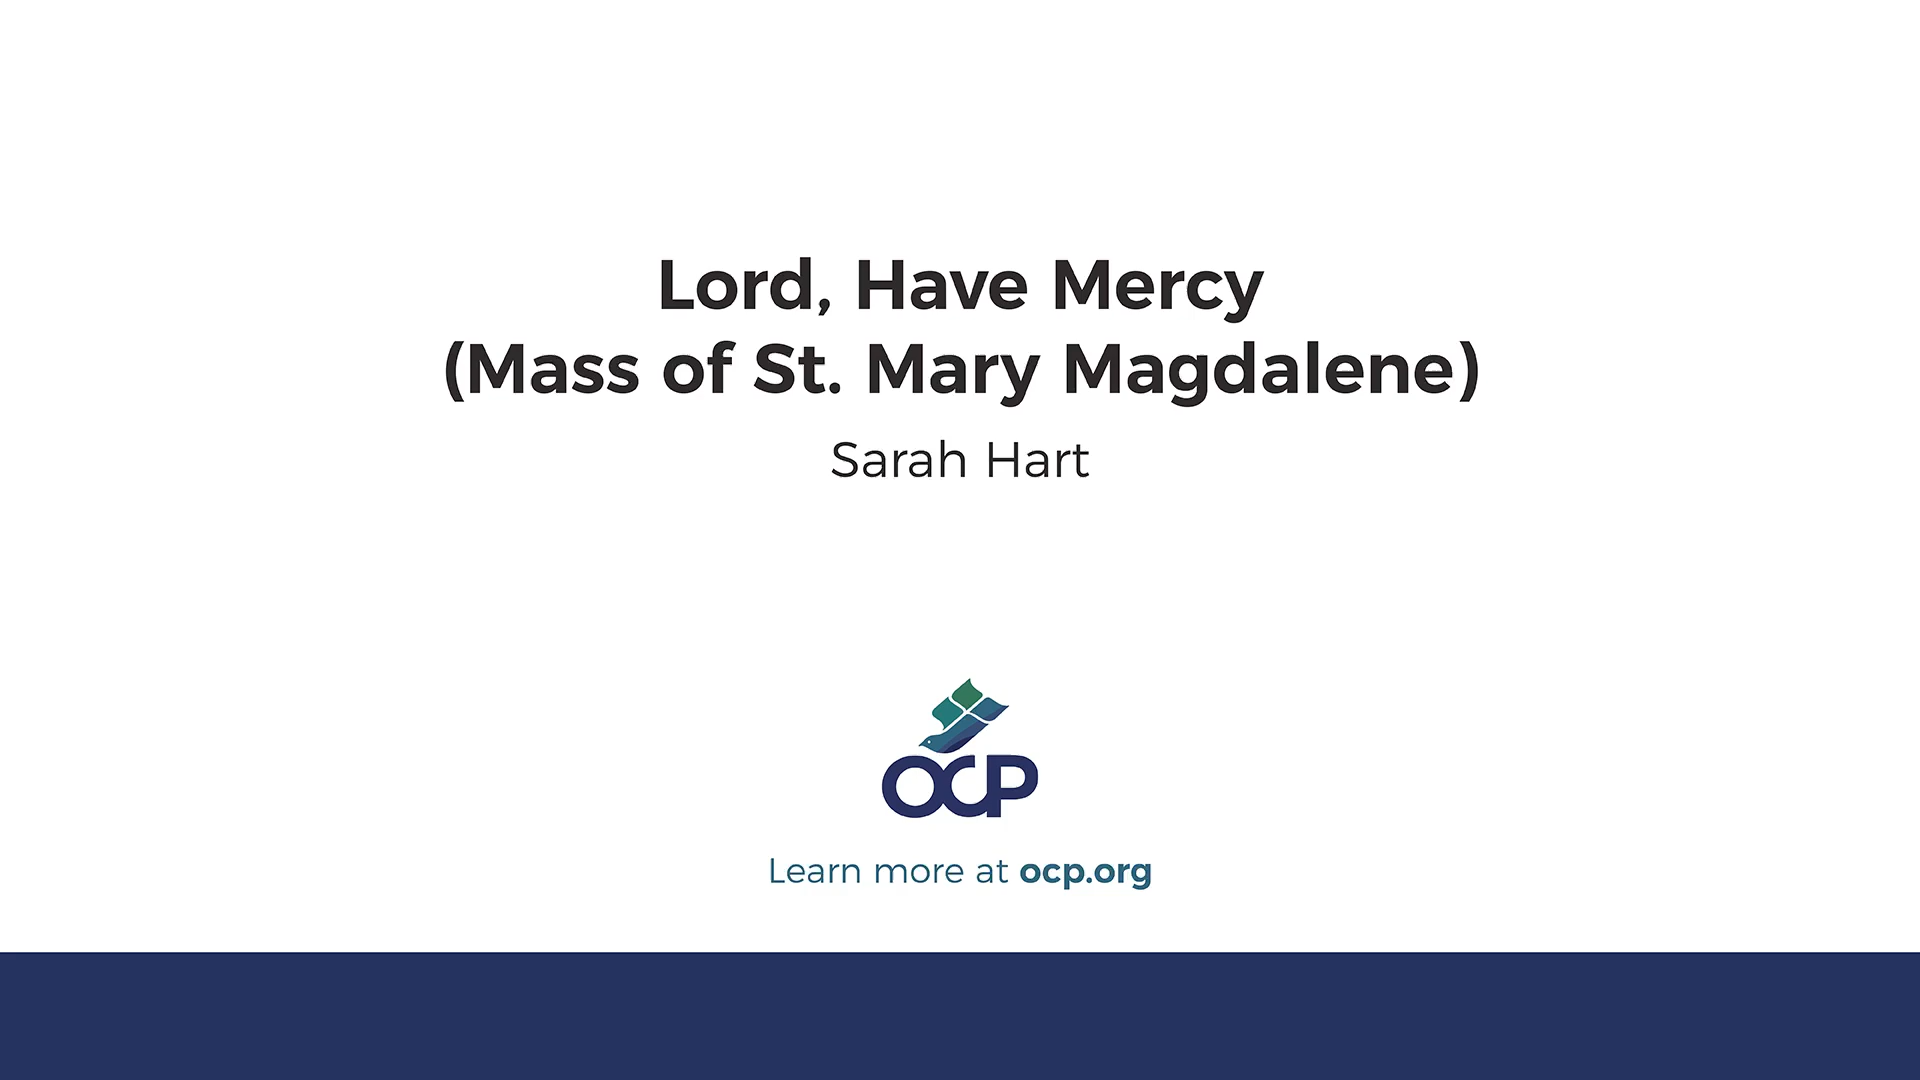 Lord, Have Mercy
(Mass of St. Mary Magdalene)
Sarah Hart
OCP
Learn more at ocp.org